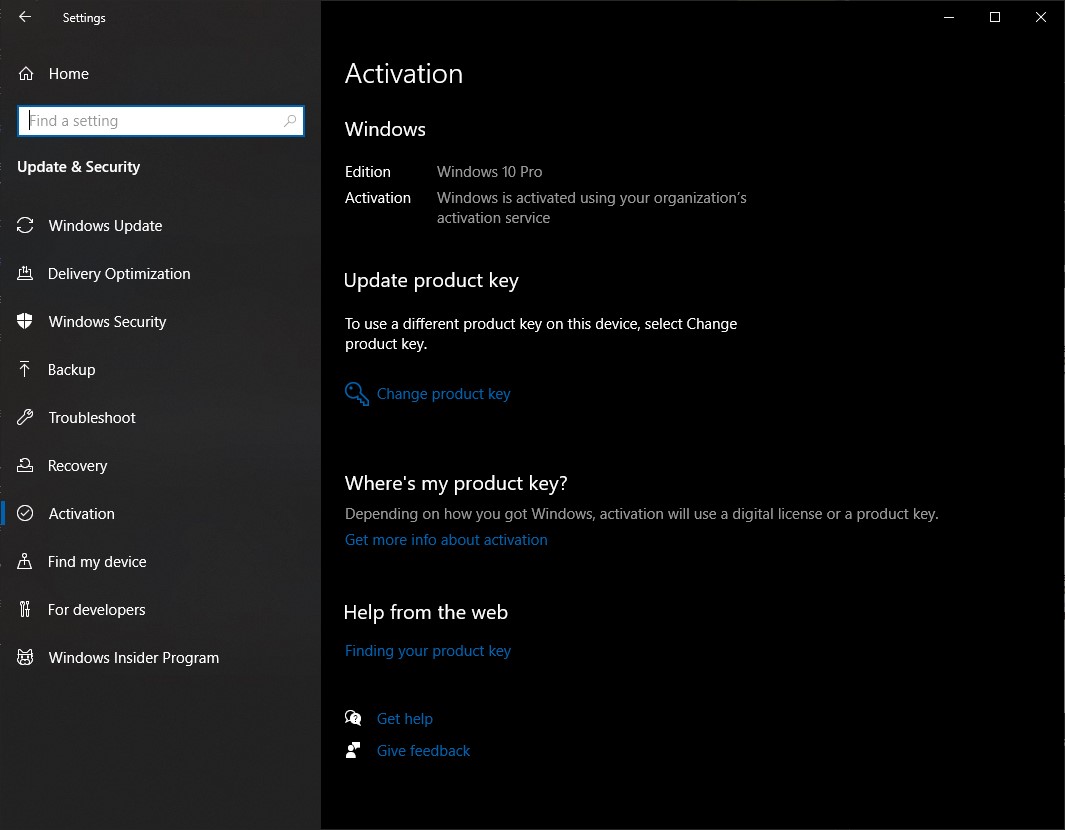 Settings
Home
Find a setting
Update & Security
Windows Update
Delivery Optimization
Windows Security
Backup
Troubleshoot
Recovery
Activation
Find my device
For developers
Windows Insider Program
Activation
Windows
Edition Windows 10 Pro
Activation Windows is activated using your organization's
activation service
Update product key
To use a different product key on this device, select Change
product key.
Change product key
Where's my product key?
Depending on how you got Windows, activation will use a digital license or a product key.
Get more info about activation
Help from the web
Finding your product key
Get help
Give feedback